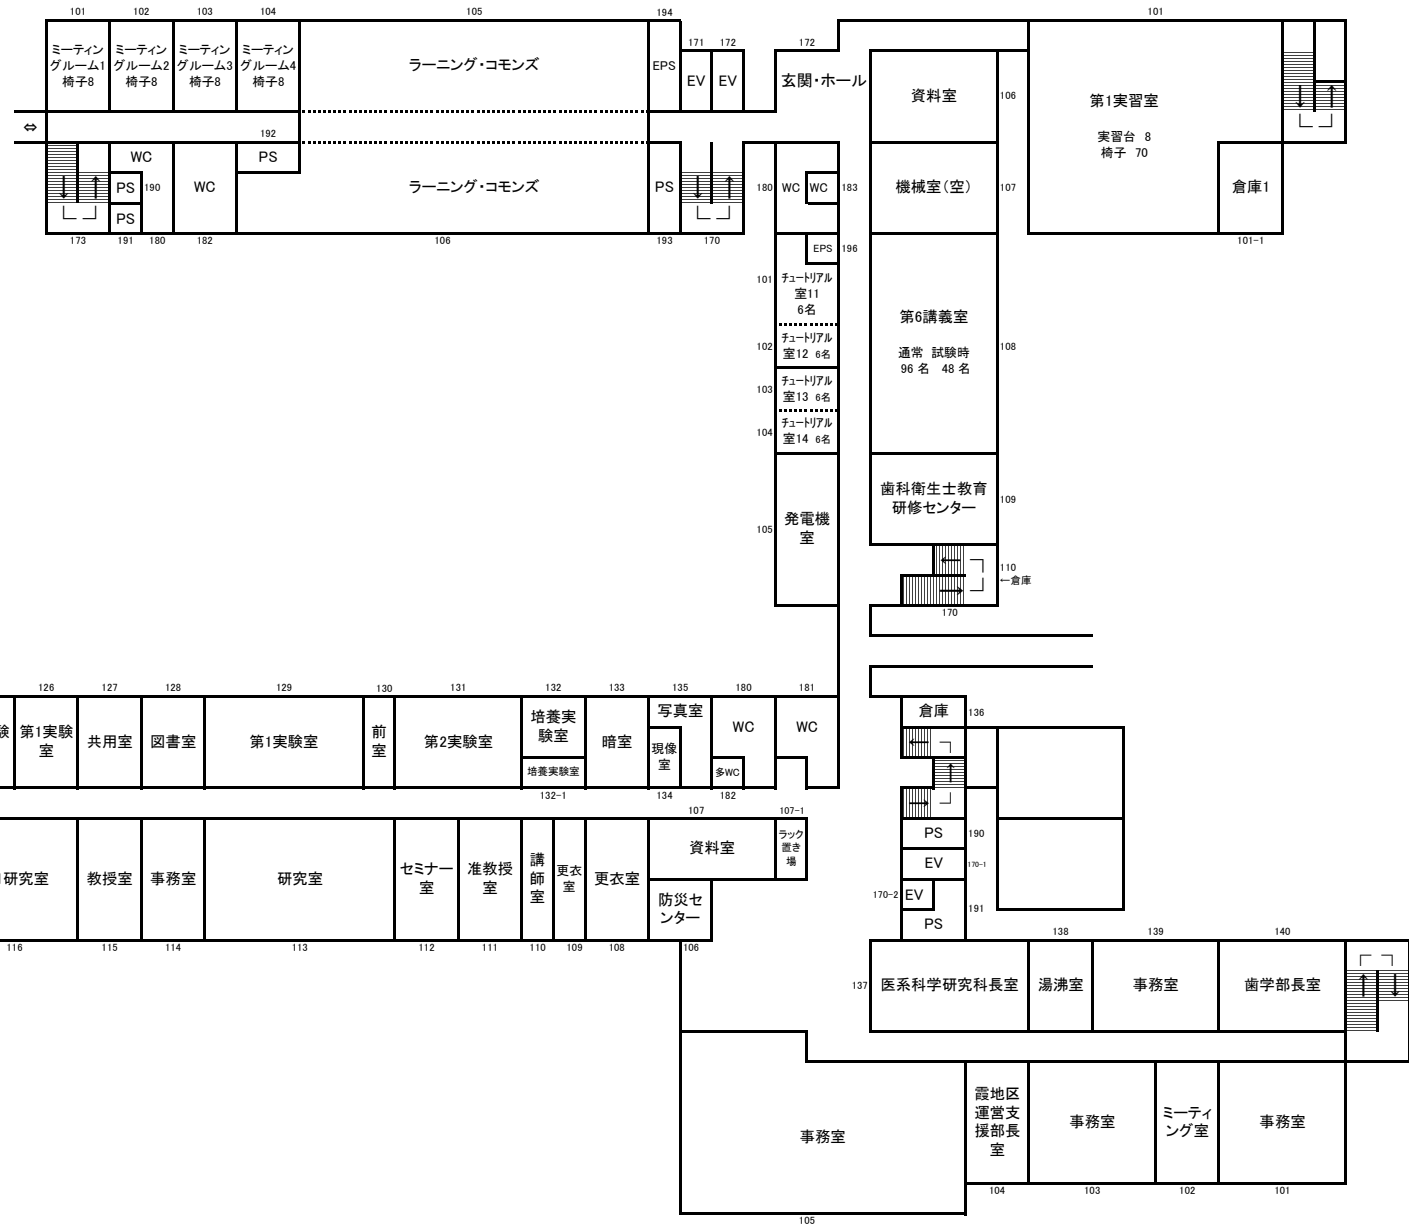 101
102
103
104
105
194
171
172
172
101
ミーティン
グルーム1
椅子8
ミーティン
グルーム2
椅子8
ミーティン
グルーム3
椅子8
ミーティン
グルーム4
椅子8
ラーニング・コモンズ
EPS
EV
EV
玄関・ホール
資料室
106
第1実習室
実習台 8
椅子 70
⇔
192
WC
PS
190
PS
WC
PS
ラーニング・コモンズ
PS
180
WC
WC
183
機械室(空)
107
倉庫1
173
191
180
182
106
193
170
101-1
EPS
196
101
チュートリアル
室11
6名
102
チュートリアル
室12 6名
103
チュートリアル
室13 6名
104
チュートリアル
室14 6名
第6講義室
通常 試験時
96 名 48 名
108
105
発電機
室
歯科衛生士教育
研修センター
109
110
←倉庫
170
126
127
128
129
130
131
132
133
135
180
181
験
第1実験
室
共用室
図書室
第1実験室
前
室
第2実験室
培養実
験室
培養実験室
暗室
写真室
現像
室
WC
多WC
WC
倉庫
136
132-1
134
182
107
107-1
研究室
教授室
事務室
研究室
セミナー
室
准教授
室
講
師
室
更衣
室
更衣室
資料室
ラック
置き
場
防災セ
ンター
PS
190
EV
170-1
170-2
EV
191
PS
116
115
114
113
112
111
110
109
108
106
138
139
140
137
医系科学研究科長室
湯沸室
事務室
歯学部長室
事務室
霞地区
運営支
援部長
室
事務室
ミーティ
ング室
事務室
104
103
102
101
105